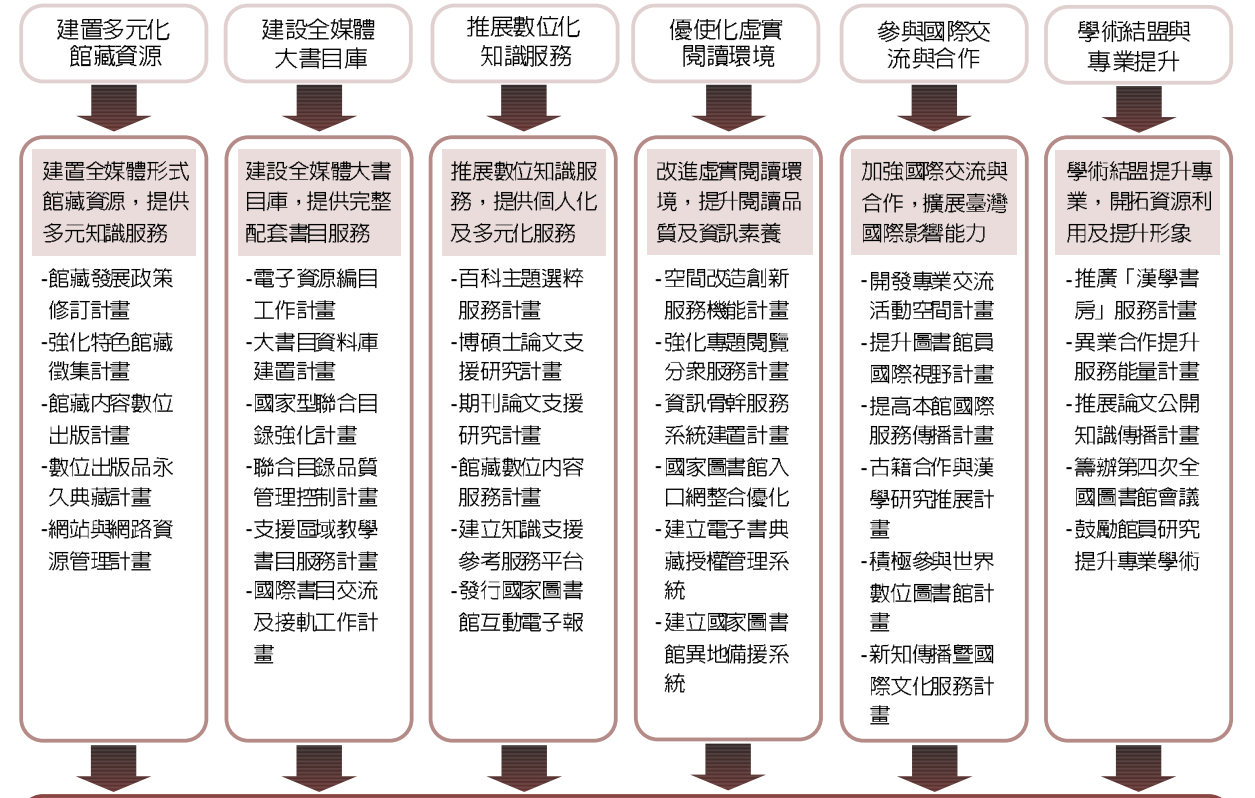 建置多元化
館藏資源
建設全媒體
大書目庫
推展數位化
知識服務
優使化虛實
閱讀環境
參與國際交
流與合作
學術結盟與
專業提升
建置全媒體形式
館藏資源，提供
多元知識服務
-館藏發展政策
修訂計畫
-強化特色館藏
徵集計畫
-館藏內容數位
出版計畫
-數位出版品永
久典藏計畫
-網站與網路資
源管理計畫
建設全媒體大書
目庫，提供完整
配套書目服務
-電子資源編目
工作計畫
-大書目資料庫
建置計畫
-國家型聯合目
錄強化計畫
-聯合目錄品質
管理控制計畫
-支援區域教學
書目服務計畫
-國際書目交流
及接軌工作計
畫
推展數位知識服
務，提供個人化
及多元化服務
-百科主題選粹
服務計畫
-博碩士論文支
援研究計畫
-期刊論文支援
研究計畫
-館藏數位內容
服務計畫
-建立知識支援
參考服務平台
-發行國家圖書
館互動電子報
改進虛實閱讀環
境，提升閱讀品
質及資訊素養
-空間改造創新
服務機能計畫
-強化專題閱覽
分衆服務計畫
-資訊骨幹服務
系統建置計畫
-國家圖書館入
口網整合優化
-建立電子書典
藏授權管理系
統
-建立國家圖書
館異地備援系
統
加強國際交流與
合作，擴展臺灣
國際影響能力
-開發專業交流
活動空間計畫
-提升圖書館員
國際視野計畫
-提高本館國際
服務傳播計畫
-古籍合作與漢
學研究推展計
畫
-積極參與世界
數位圖書館計
畫
-新知傳播暨國
際文化服務計
畫
學術結盟提升專
業，開拓資源利
用及提升形象
-推廣「漢學書
房」服務計畫
-異業合作提升
服務能量計畫
-推展論文公開
知識傳播計畫
-籌辦第四次全
國圖書館會議
-鼓勵館員研究
提升專業學術